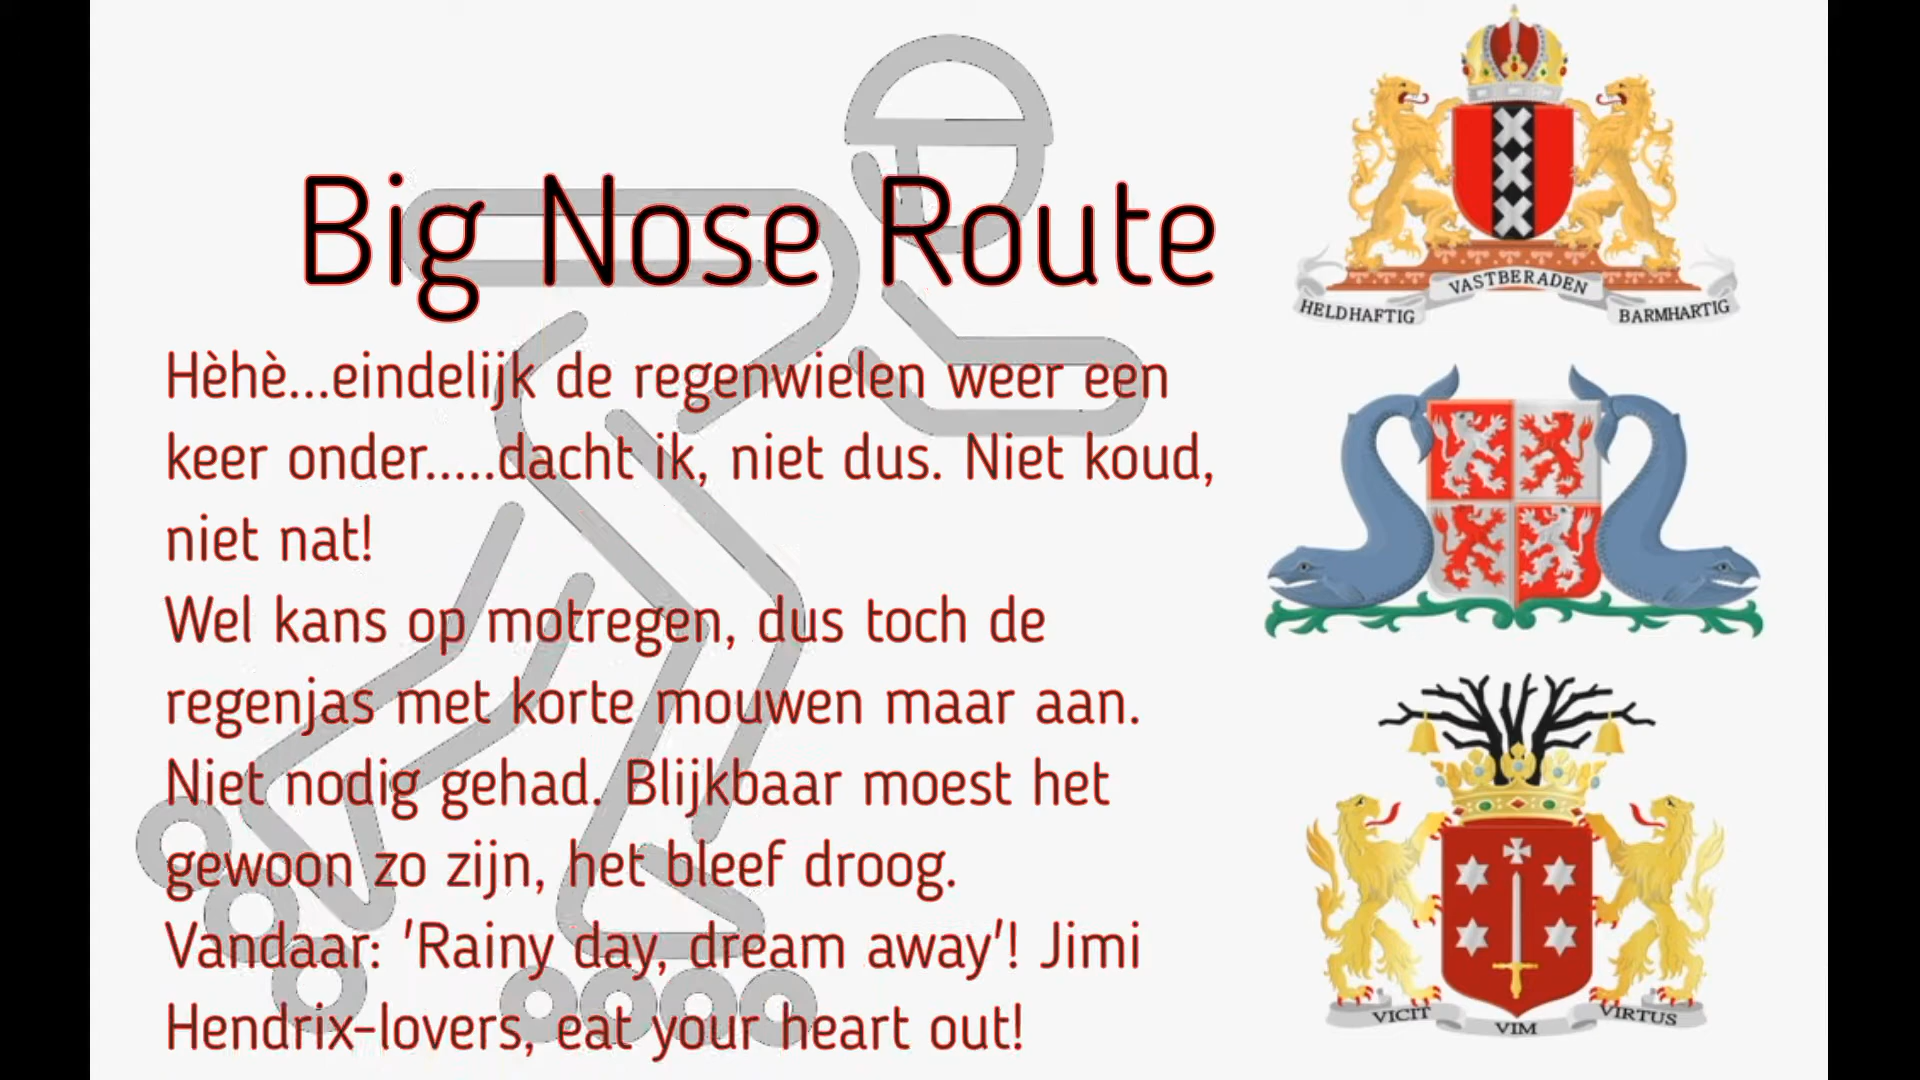 Big Nose Route
Hèhè...eindelijk de regenwielen weer een
keer onder.....dacht ik, niet dus. Niet koud,
niet nat!
Wel kans op motregen, dus toch de
regenjas met korte mouwen maar aan.
Niet nodig gehad. Blijkbaar moest het
gewoon zo zijn, het bleef droog.
Vandaar: 'Rainy day, dream away'! Jimi
Hendrix-lovers, eat your heart out!
HELDHAFTIG VASTBERADEN BARMHARTIG
VICIT VIM VIRTUS